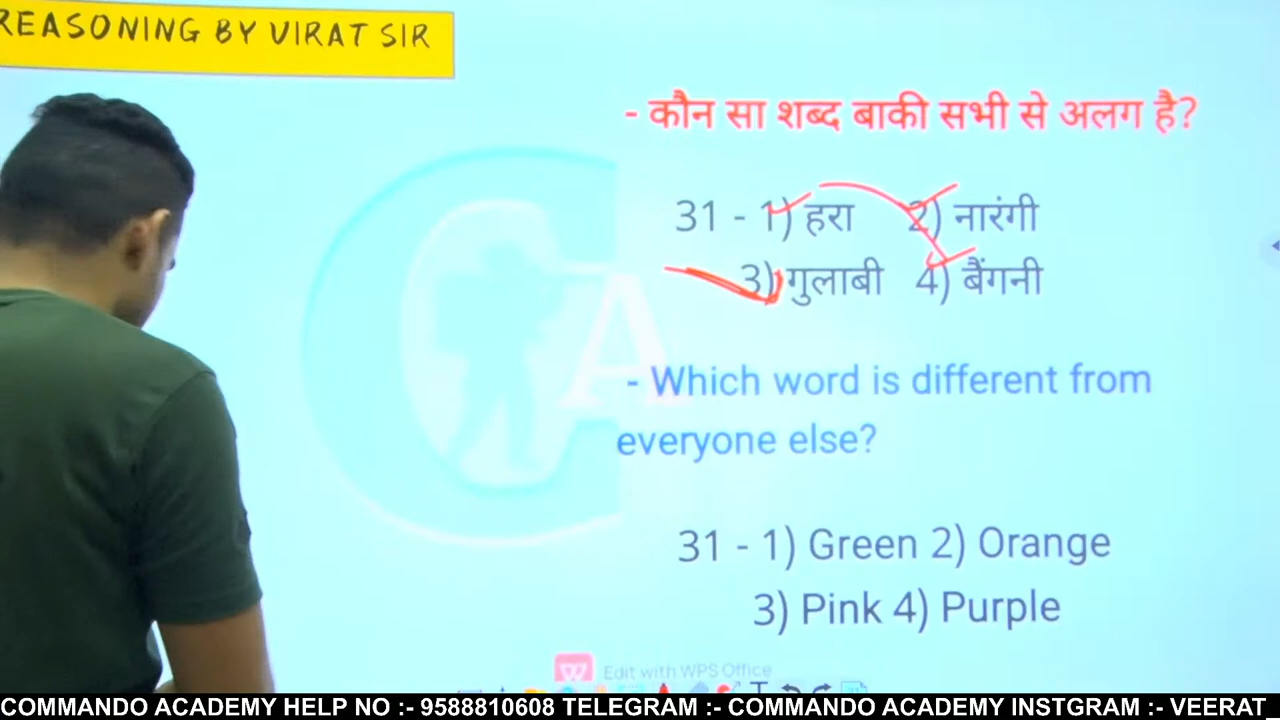 REASONING BY VIRAT SIR
- कौन सा शब्द बाकी सभी से अलग है?
31 - 1) हरा 2) नारंगी
3) गुलाबी 4) बैंगनी
- Which word is different from
everyone else?
31 - 1) Green 2) Orange
3) Pink 4) Purple
Edit with WPS Office
COMMANDO ACADEMY HELP NO :- 9588810608 TELEGRAM :- COMMANDO ACADEMY INSTGRAM :- VEERAT